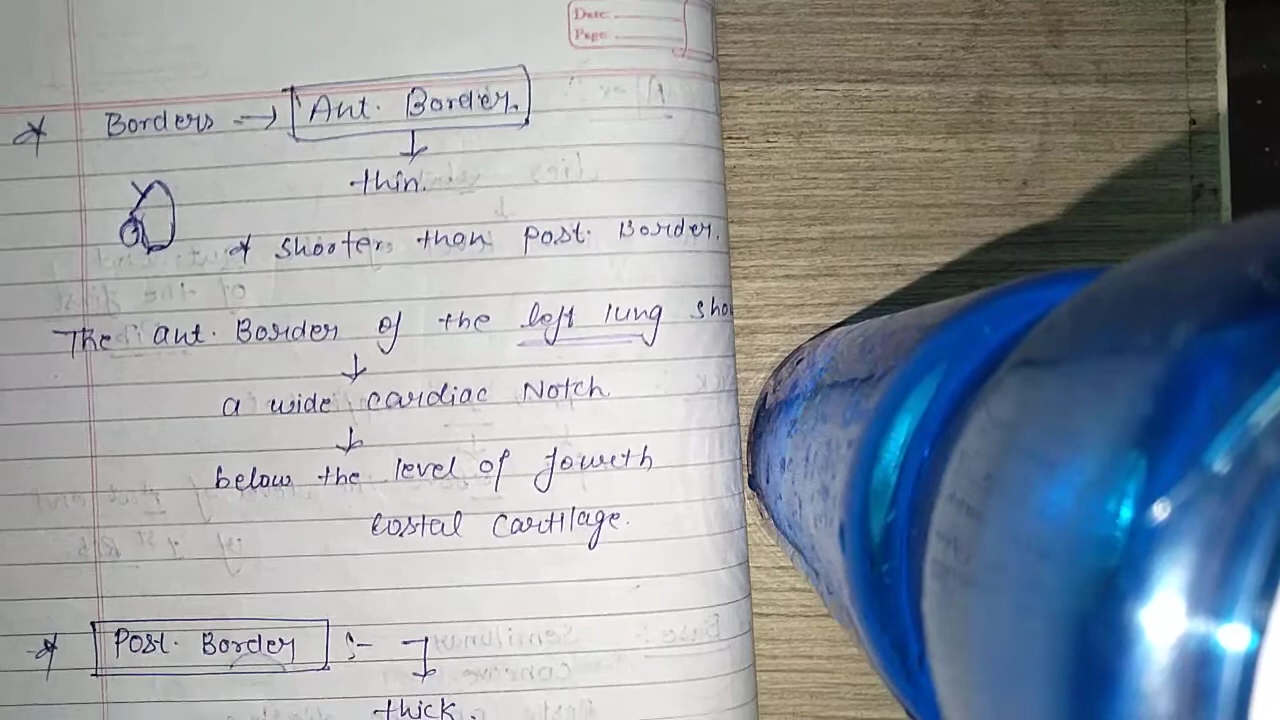 Date:
Page:
* Borders → Ant. Border.
↓
thin.
* shooter than post. Border.
The ant. Border of the left lung sho
↓
a wide cardiac Notch
↓
below the level of fourth
costal cartilage.
* Post. Border :-
↓
thick.